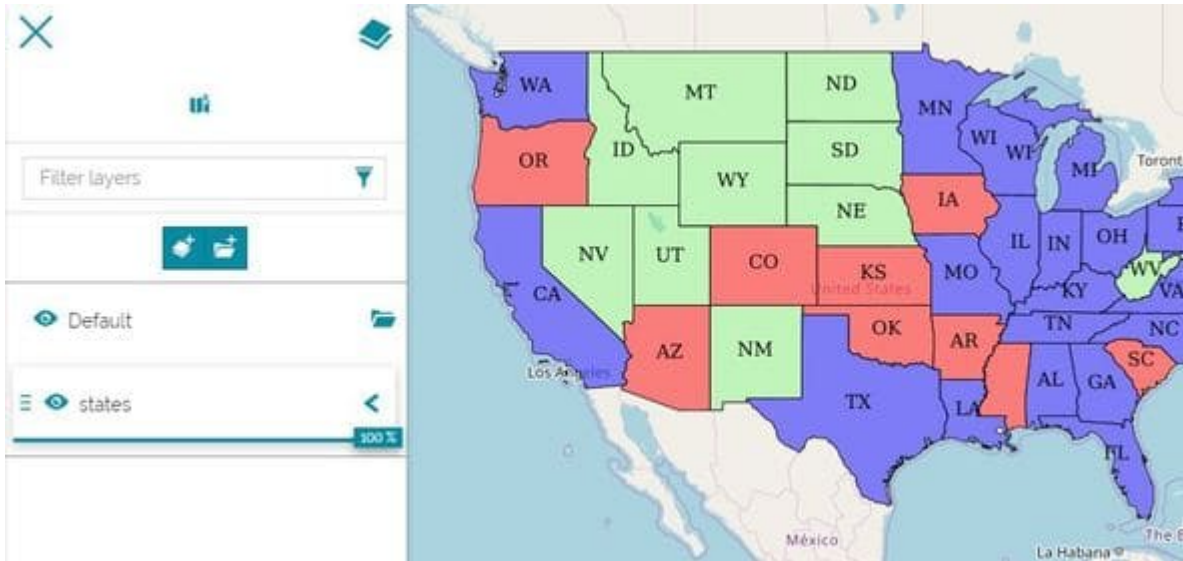 Filter layers
Default
states
100 %
WA
MT
ND
MN
OR
ID
SD
WI
WI
MI
Toront
WY
IA
NE
NV
UT
CO
IL
IN
OH
KS
MO
WV
United States
CA
KY
VA
OK
TN
NC
AZ
NM
AR
SC
Los Angeles
TX
LA
AL
GA
FL
México
The B
La Habana